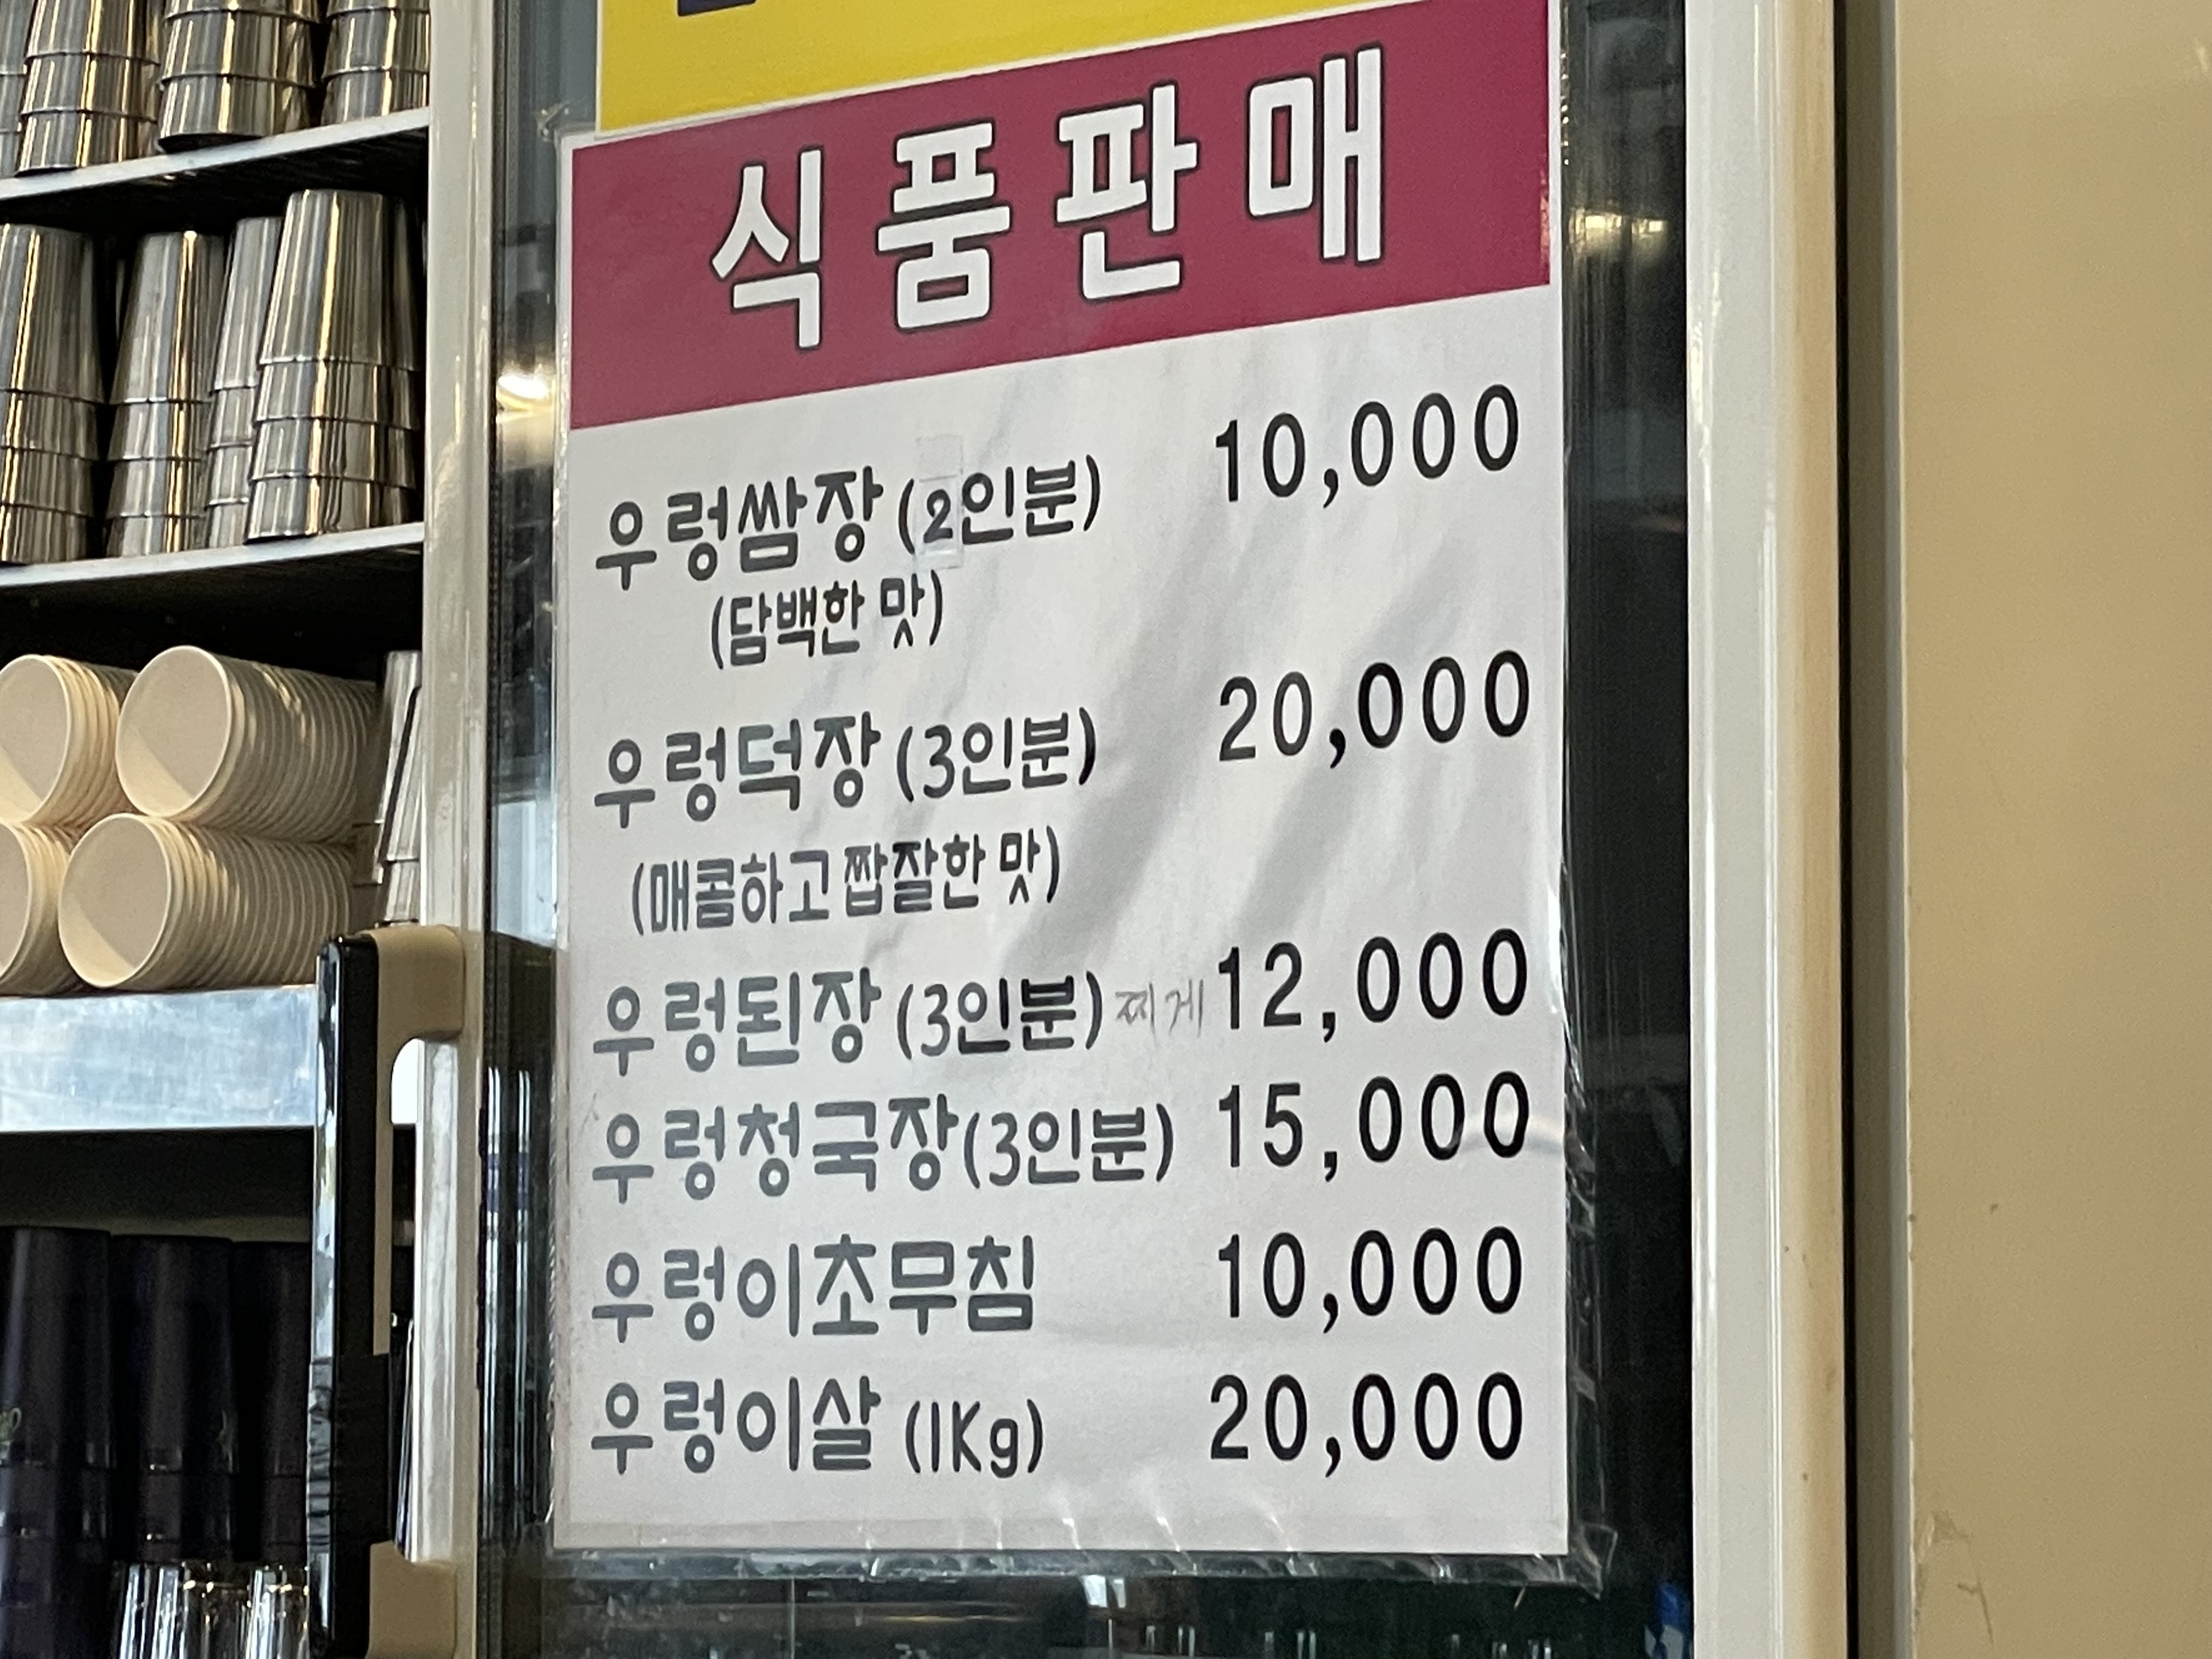 식품판매
우렁쌈장 (2인분) 10,000
(담백한 맛)
우렁덕장 (3인분) 20,000
(매콤하고 짭잘한 맛)
우렁된장 (3인분) 찌게 12,000
우렁청국장(3인분) 15,000
우렁이초무침 10,000
우렁이살 (1Kg) 20,000